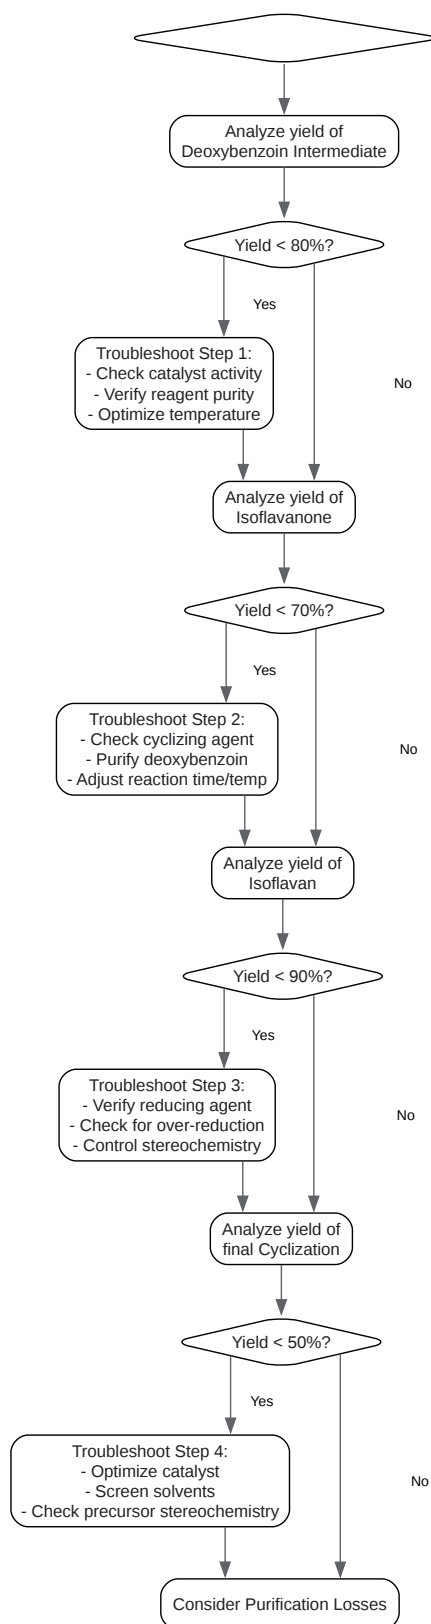 Analyze yield of
Deoxybenzoin Intermediate
Yield < 80%?
Yes
Troubleshoot Step 1:
- Check catalyst activity
- Verify reagent purity
- Optimize temperature
No
Analyze yield of
Isoflavanone
Yield < 70%?
Yes
Troubleshoot Step 2:
- Check cyclizing agent
- Purify deoxybenzoin
- Adjust reaction time/temp
No
Analyze yield of
Isoflavan
Yield < 90%?
Yes
Troubleshoot Step 3:
- Verify reducing agent
- Check for over-reduction
- Control stereochemistry
No
Analyze yield of
final Cyclization
Yield < 50%?
Yes
Troubleshoot Step 4:
- Optimize catalyst
- Screen solvents
- Check precursor stereochemistry
No
Consider Purification Losses